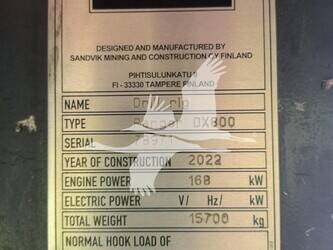 DESIGNED AND MANUFACTURED BY
SANDVIK MINING AND CONSTRUCTION OY FINLAND
PIHTISULUNKATU 9
FI - 33330 TAMPERE FINLAND
NAME
TYPE Ranger DX800
SERIAL
YEAR OF CONSTRUCTION 2022
ENGINE POWER 168 kW
ELECTRIC POWER V/ Hz/ kW
TOTAL WEIGHT 15700 kg
NORMAL HOOK LOAD OF